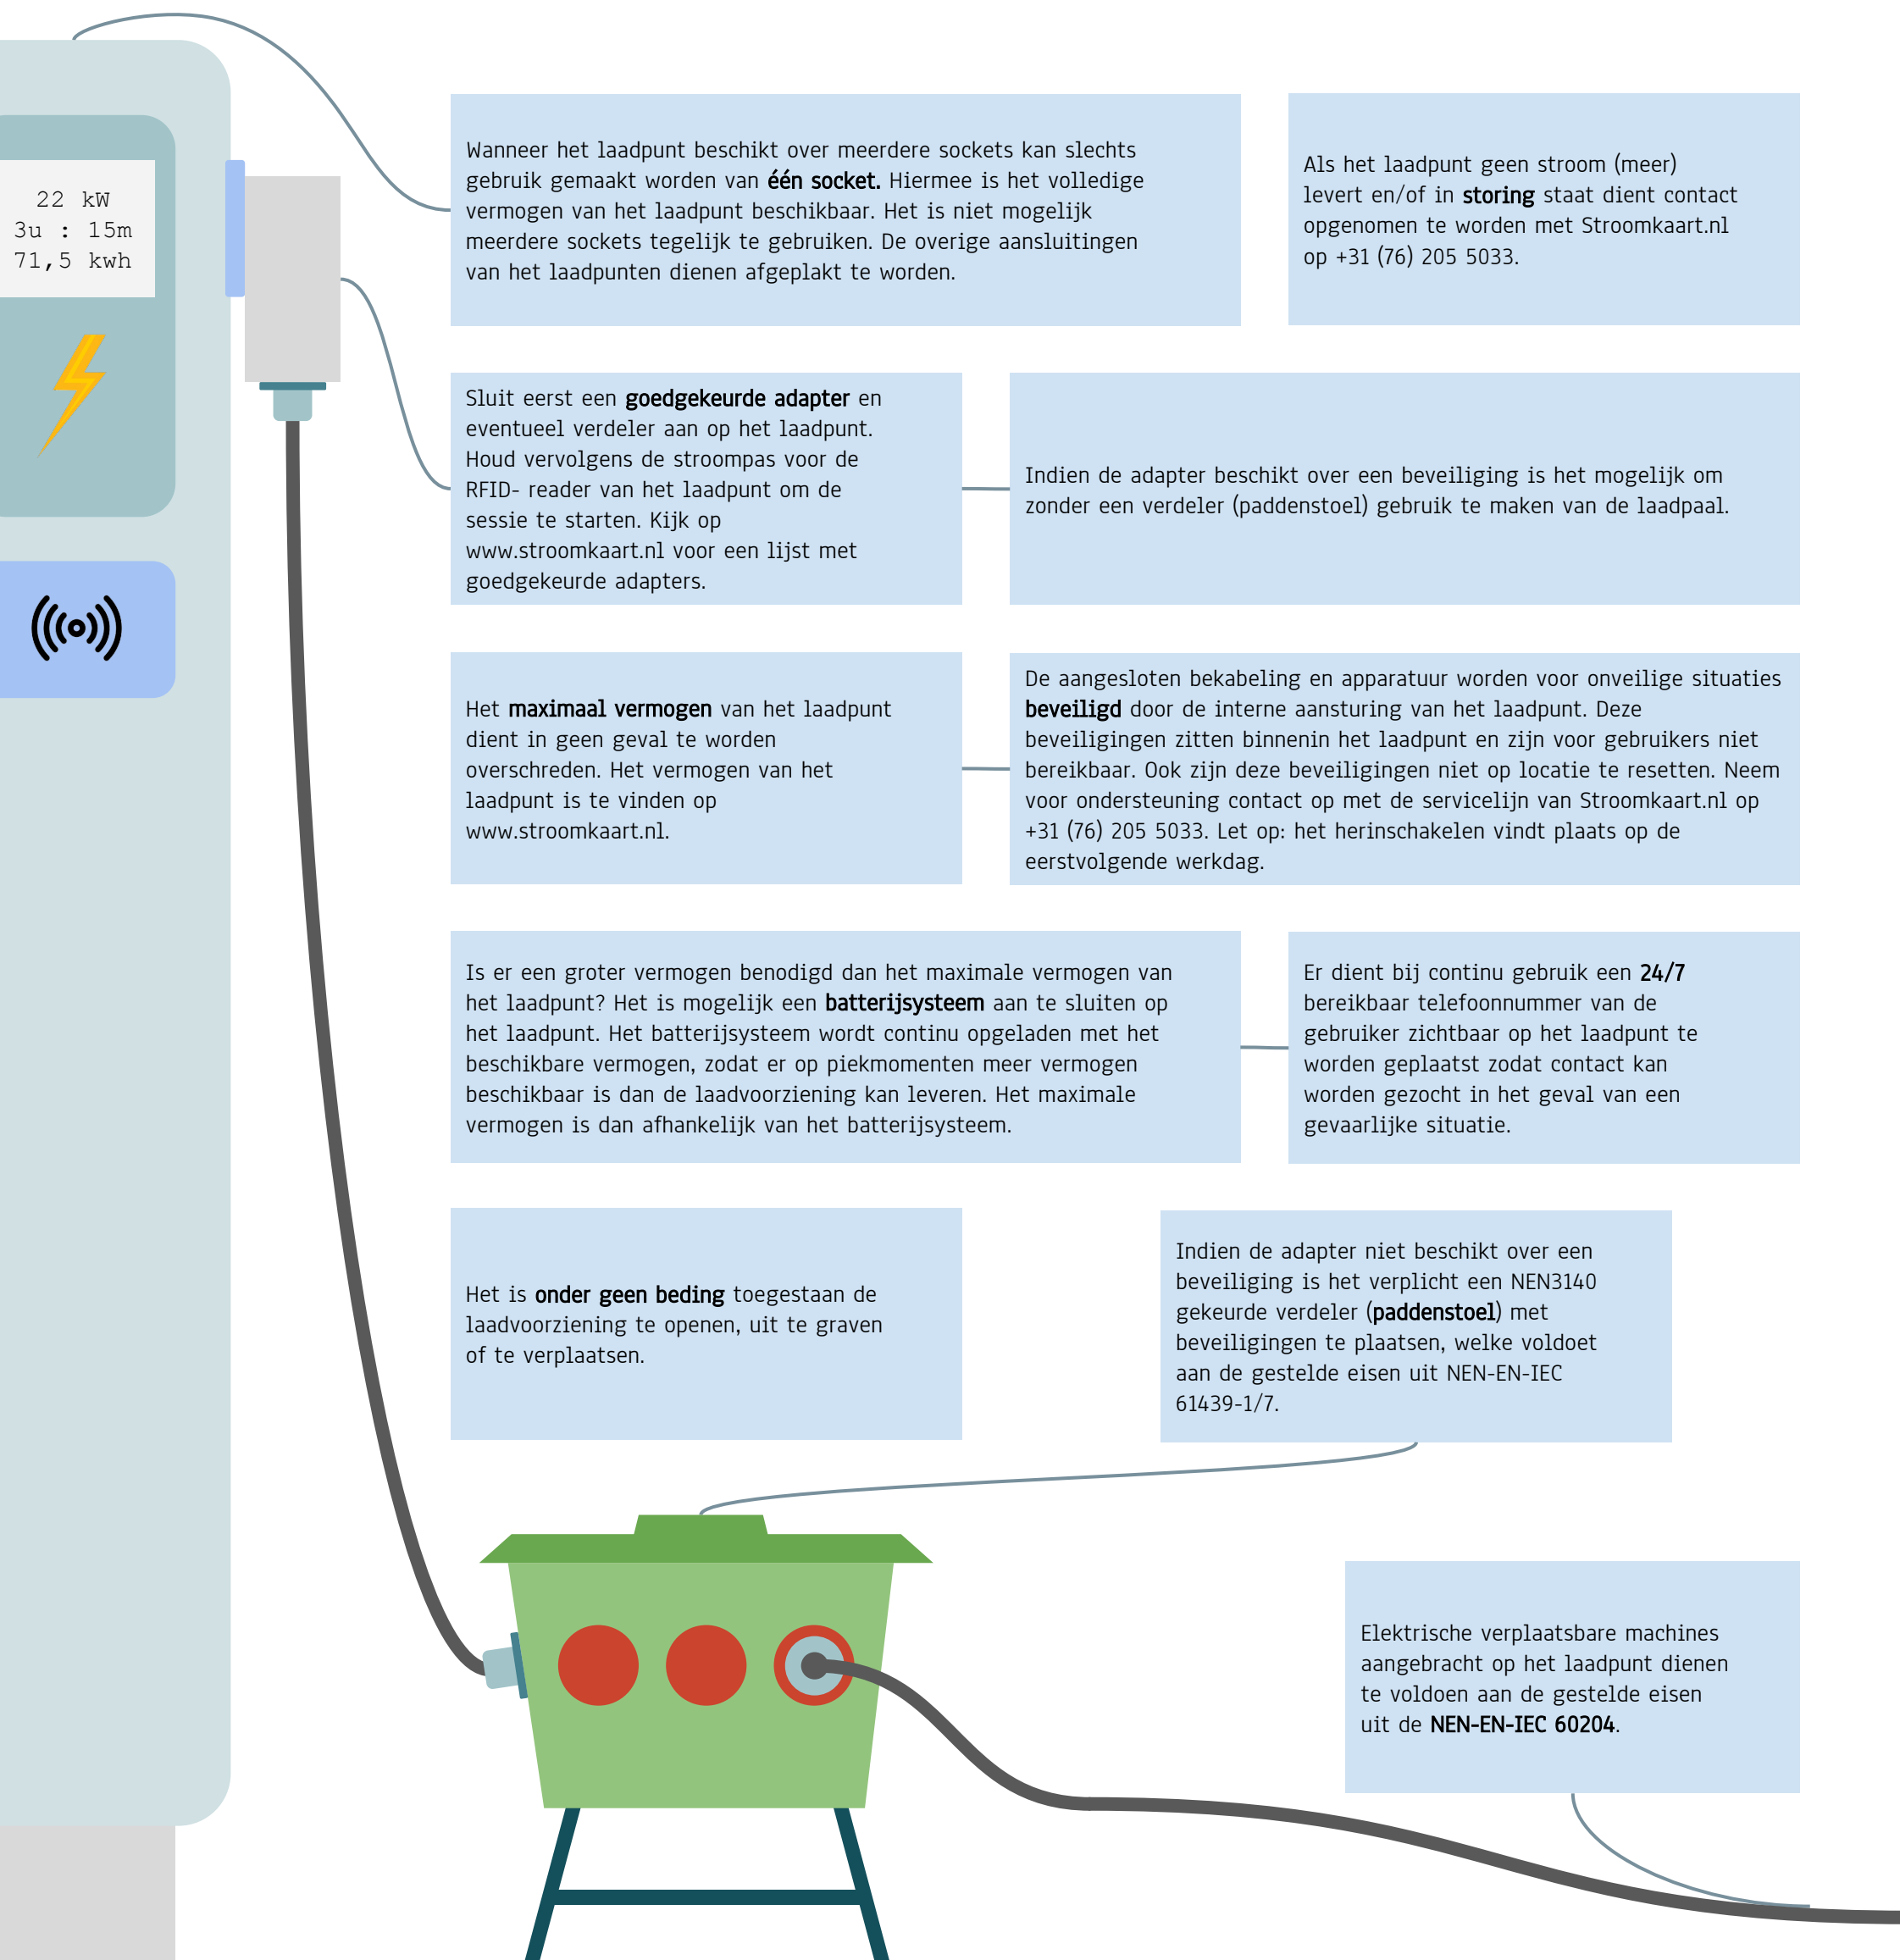 22 kW
3u : 15m
71,5 kwh
Wanneer het laadpunt beschikt over meerdere sockets kan slechts
gebruik gemaakt worden van één socket. Hiermee is het volledige
vermogen van het laadpunt beschikbaar. Het is niet mogelijk
meerdere sockets tegelijk te gebruiken. De overige aansluitingen
van het laadpunten dienen afgeplakt te worden.
Als het laadpunt geen stroom (meer)
levert en/of in storing staat dient contact
opgenomen te worden met Stroomkaart.nl
op +31 (76) 205 5033.
Sluit eerst een goedgekeurde adapter en
eventueel verdeler aan op het laadpunt.
Houd vervolgens de stroompas voor de
RFID- reader van het laadpunt om de
sessie te starten. Kijk op
www.stroomkaart.nl voor een lijst met
goedgekeurde adapters.
Indien de adapter beschikt over een beveiliging is het mogelijk om
zonder een verdeler (paddenstoel) gebruik te maken van de laadpaal.
Het maximaal vermogen van het laadpunt
dient in geen geval te worden
overschreden. Het vermogen van het
laadpunt is te vinden op
www.stroomkaart.nl.
De aangesloten bekabeling en apparatuur worden voor onveilige situaties
beveiligd door de interne aansturing van het laadpunt. Deze
beveiligingen zitten binnenin het laadpunt en zijn voor gebruikers niet
bereikbaar. Ook zijn deze beveiligingen niet op locatie te resetten. Neem
voor ondersteuning contact op met de servicelijn van Stroomkaart.nl op
+31 (76) 205 5033. Let op: het herinschakelen vindt plaats op de
eerstvolgende werkdag.
Is er een groter vermogen benodigd dan het maximale vermogen van
het laadpunt? Het is mogelijk een batterijsysteem aan te sluiten op
het laadpunt. Het batterijsysteem wordt continu opgeladen met het
beschikbare vermogen, zodat er op piekmomenten meer vermogen
beschikbaar is dan de laadvoorziening kan leveren. Het maximale
vermogen is dan afhankelijk van het batterijsysteem.
Er dient bij continu gebruik een 24/7
bereikbaar telefoonnummer van de
gebruiker zichtbaar op het laadpunt te
worden geplaatst zodat contact kan
worden gezocht in het geval van een
gevaarlijke situatie.
Het is onder geen beding toegestaan de
laadvoorziening te openen, uit te graven
of te verplaatsen.
Indien de adapter niet beschikt over een
beveiliging is het verplicht een NEN3140
gekeurde verdeler (paddenstoel) met
beveiligingen te plaatsen, welke voldoet
aan de gestelde eisen uit NEN-EN-IEC
61439-1/7.
Elektrische verplaatsbare machines
aangebracht op het laadpunt dienen
te voldoen aan de gestelde eisen
uit de NEN-EN-IEC 60204.